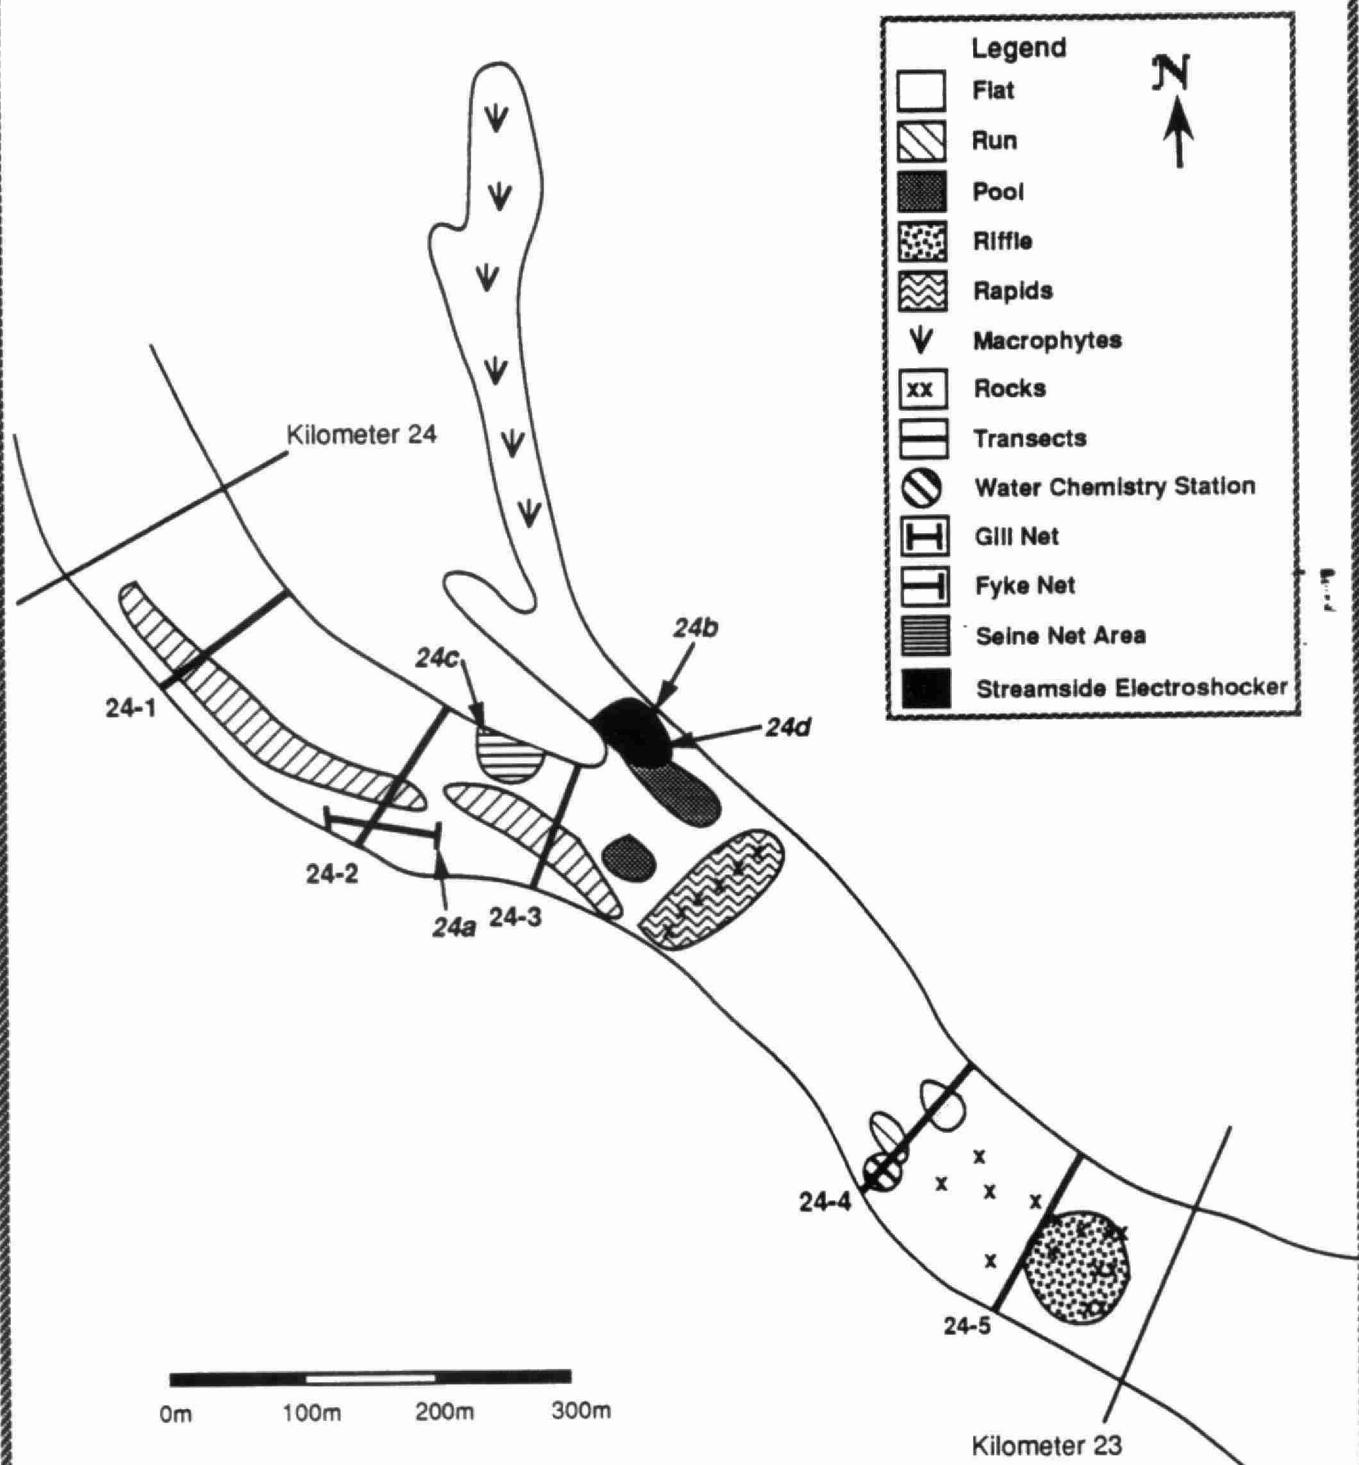 Legend
N
Flat
Run
Pool
Riffle
Rapids
Macrophytes
xx Rocks
Transects
Water Chemistry Station
Gill Net
Fyke Net
Seine Net Area
Streamside Electroshocker
Kilometer 24
24b
24c
24-1
24d
24-2
24a 24-3
24-4
24-5
0m 100m 200m 300m
Kilometer 23